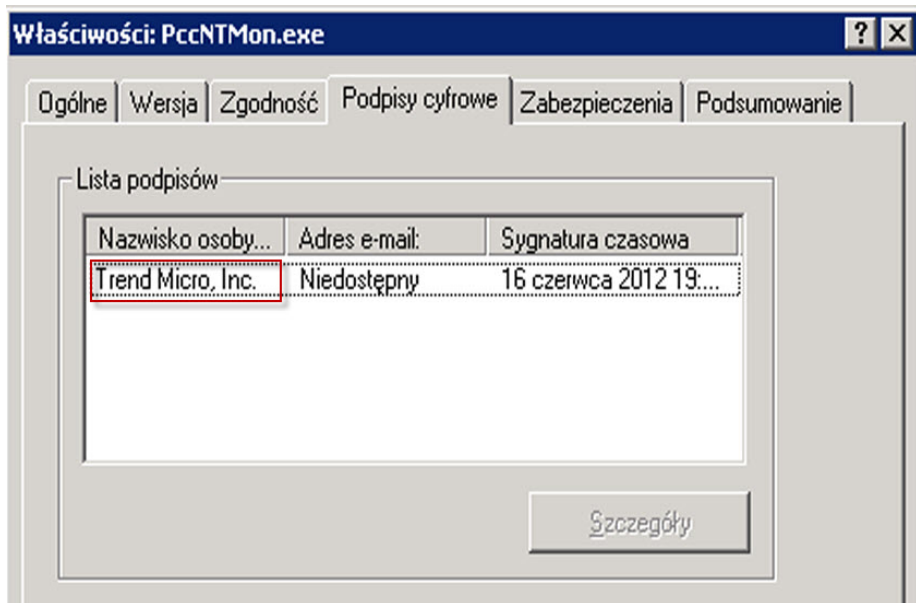 Właściwości: PccNTMon.exe
Ogólne Wersja Zgodność Podpisy cyfrowe Zabezpieczenia Podsumowanie
Lista podpisów
Nazwisko osoby... Adres e-mail: Sygnatura czasowa
Trend Micro, Inc. Niedostępny 16 czerwca 2012 19:...
Szczegóły